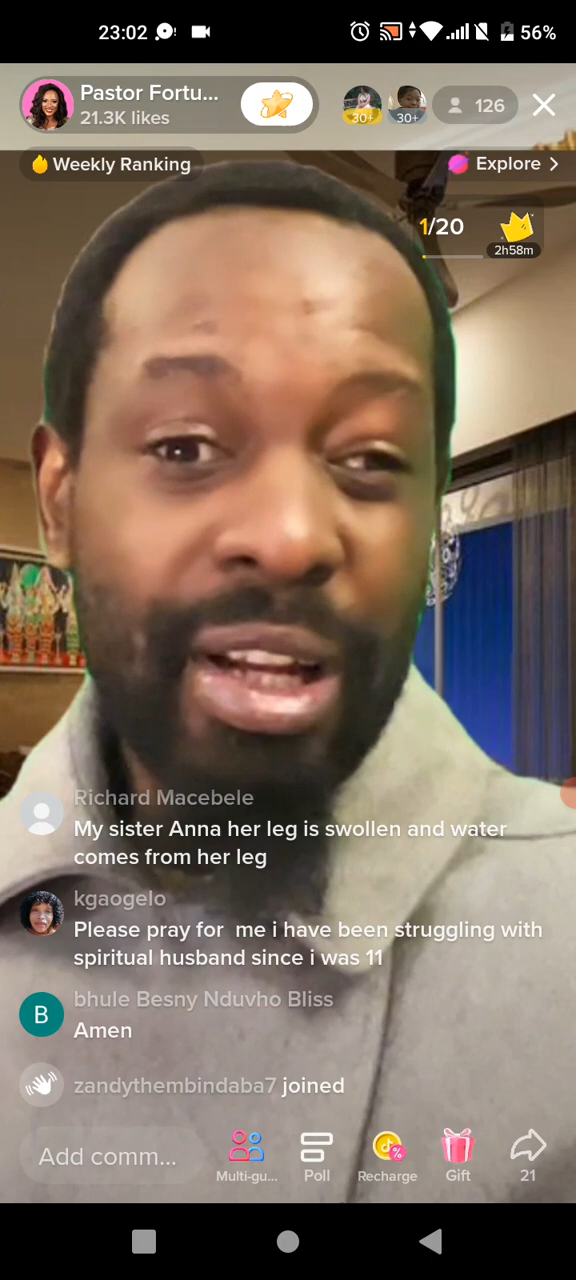 23:02
56%
Pastor Fortu...
21.3K likes
30+
30+
126
Weekly Ranking
Explore >
1/20
2h58m
Richard Macebele
My sister Anna her leg is swollen and water
comes from her leg
kgaogelo
Please pray for  me i have been struggling with
spiritual husband since i was 11
B
bhule Besny Nduvho Bliss
Amen
zandythembindaba7 joined
Add comm...
Multi-gu...
Poll
Recharge
Gift
21